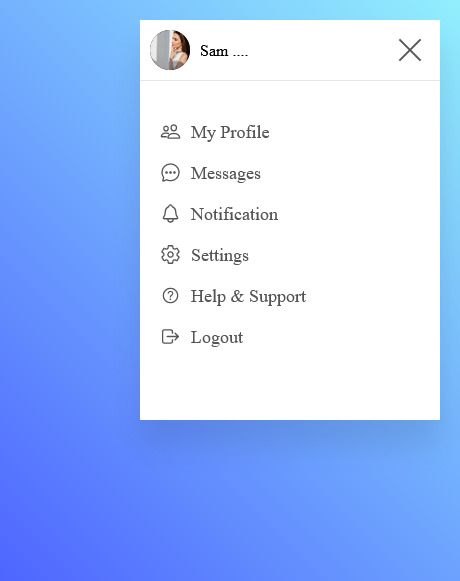 Sam ....
My Profile
Messages
Notification
Settings
Help & Support
Logout